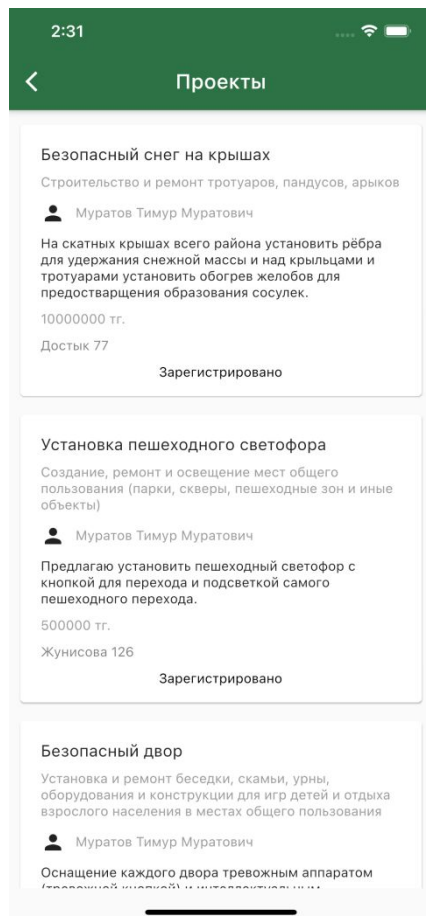 2:31
Проекты
Безопасный снег на крышах
Строительство и ремонт тротуаров, пандусов, арыков
Муратов Тимур Муратович
На скатных крышах всего района установить рёбра
для удержания снежной массы и над крыльцами и
тротуарами установить обогрев желобов для
предостварщения образования сосулек.
10000000 тг.
Достык 77
Зарегистрировано
Установка пешеходного светофора
Создание, ремонт и освещение мест общего
пользования (парки, скверы, пешеходные зон и иные
объекты)
Муратов Тимур Муратович
Предлагаю установить пешеходный светофор с
кнопкой для перехода и подсветкой самого
пешеходного перехода.
500000 тг.
Жунисова 126
Зарегистрировано
Безопасный двор
Установка и ремонт беседки, скамьи, урны,
оборудования и конструкции для игр детей и отдыха
взрослого населения в местах общего пользования
Муратов Тимур Муратович
Оснащение каждого двора тревожным аппаратом
(тревожной кнопкой) и интеллектуальным